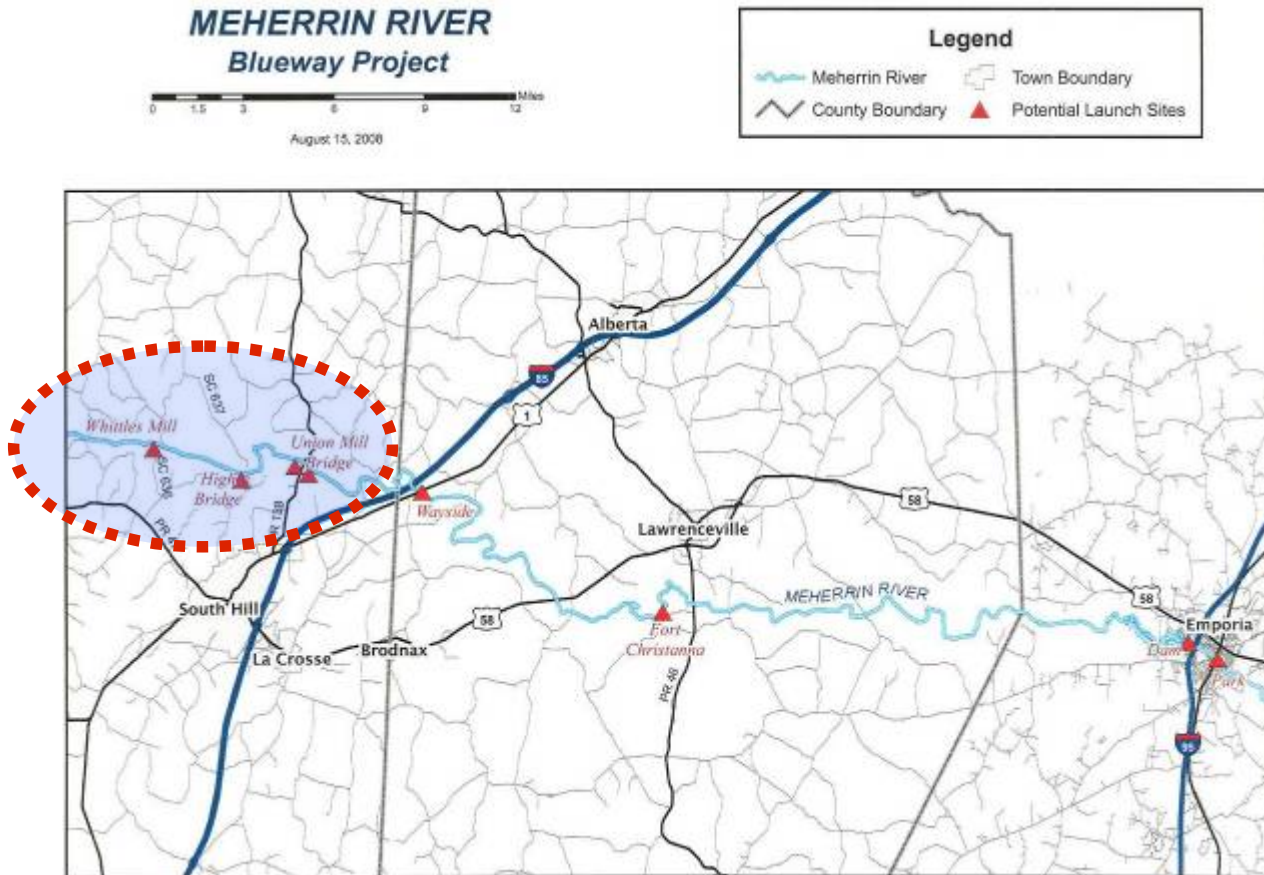 MEHERRIN RIVER
Blueway Project
Miles
0 1.5 3 6 9 12
August 15, 2008
Legend
Meherrin River
Town Boundary
County Boundary
Potential Launch Sites
Alberta
85
1
SC 637
Whittles Mill
Union Mill
Bridge
SC 636
High
Bridge
Wayside
58
Lawrenceville
PR 4
South Hill
MEHERRIN RIVER
58
Emporia
58
Fort
Christanna
Dam
La Crosse
Brodnax
Park
PR 46
95